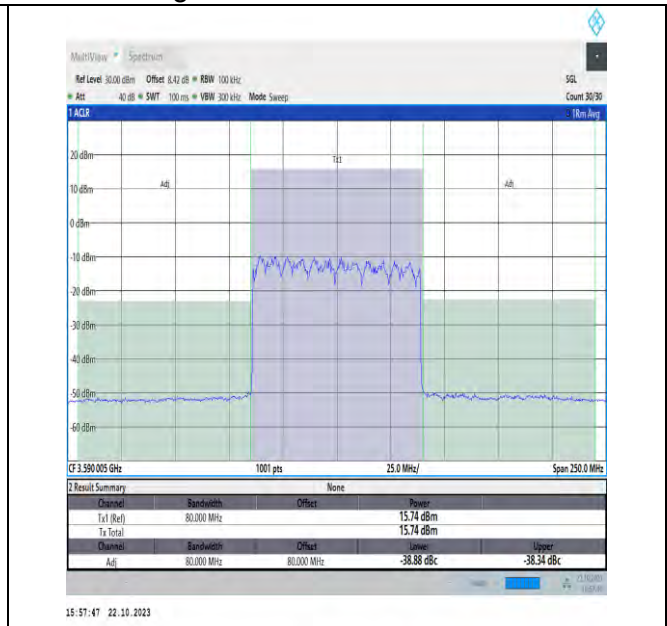 MultiView Spectrum
Ref Level 30.00 dBm Offset 8.42 dB RBW 100 kHz SGL
Att 40 dB SWT 100 ms VBW 300 kHz Mode Sweep Count 30/30
1 ACLR 1Rm Avg
20 dBm
Tx1
Adj Adj
10 dBm
0 dBm
-10 dBm
-20 dBm
-30 dBm
-40 dBm
-50 dBm
-60 dBm
CF 3.590005 GHz 1001 pts 25.0 MHz/ Span 250.0 MHz
2 Result Summary None
Channel Bandwidth Offset Power
Tx1 (Ref) 80.000 MHz 15.74 dBm
Tx Total 15.74 dBm
Channel Bandwidth Offset Lower Upper
Adj 80.000 MHz 80.000 MHz -38.88 dBc -38.34 dBc
15:57:47 22.10.2023